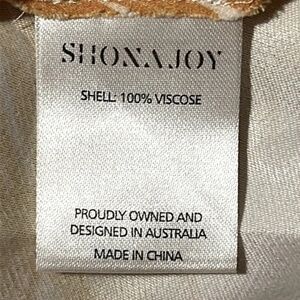 SHONA JOY
SHELL: 100% VISCOSE
PROUDLY OWNED AND
DESIGNED IN AUSTRALIA
MADE IN CHINA